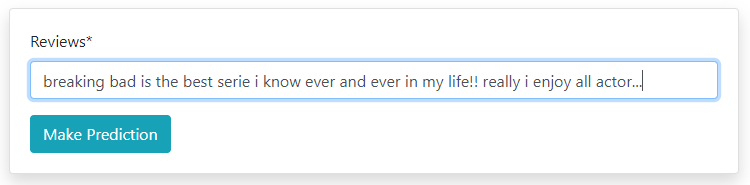 Reviews*
breaking bad is the best serie i know ever and ever in my life!! really i enjoy all actor...
Make Prediction